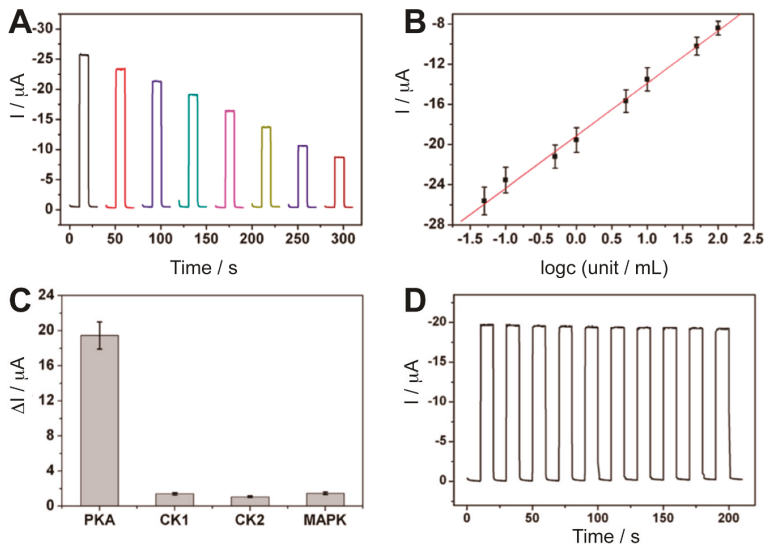 A
I / μA
-30
-25
-20
-15
-10
-5
0
0 50 100 150 200 250 300
Time / s
B
I / μA
-8
-12
-16
-20
-24
-28
-1.5 -1.0 -0.5 0.0 0.5 1.0 1.5 2.0
logc (unit / mL)
C
ΔI / μA
24
20
16
12
8
4
0
PKA CK1 CK2 MAPK
D
I / μA
-20
-15
-10
-5
0
0 50 100 150 200
Time / s